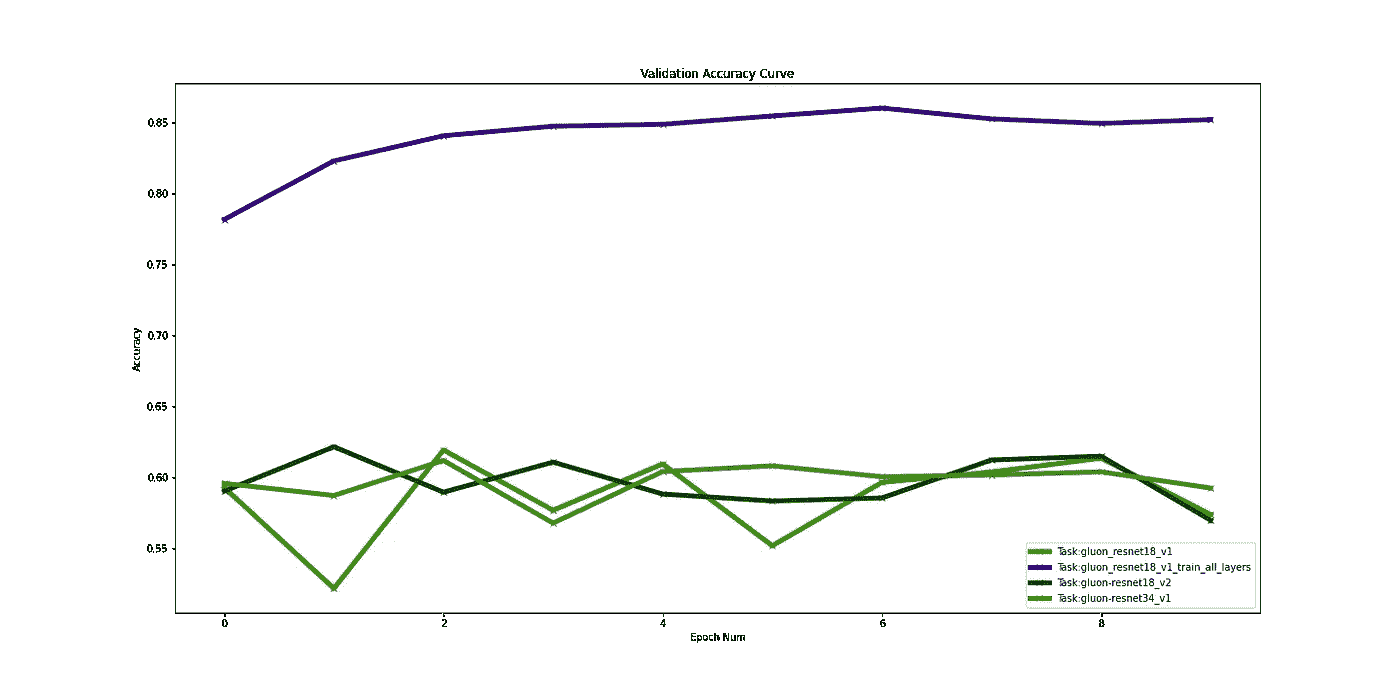 Validation Accuracy Curve
0.85
0.80
0.75
0.70
0.65
0.60
0.55
Accuracy
0 2 4 6 8
Epoch Num
Task:gluon_resnet18_v1
Task:gluon_resnet18_v1_train_all_layers
Task:gluon-resnet18_v2
Task:gluon-resnet34_v1